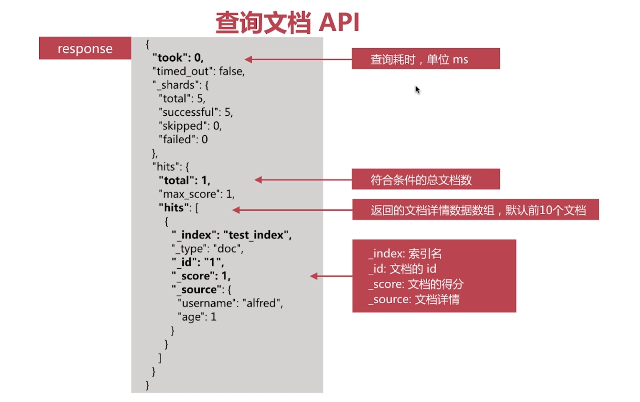 查询文档 API
response
{
"took": 0,
"timed_out": false,
"_shards": {
"total": 5,
"successful": 5,
"skipped": 0,
"failed": 0
},
"hits": {
"total": 1,
"max_score": 1,
"hits": [
{
"_index": "test_index",
"_type": "doc",
"_id": "1",
"_score": 1,
"_source": {
"username": "alfred",
"age": 1
}
}
]
}
}
查询耗时，单位 ms
符合条件的总文档数
返回的文档详情数据数组，默认前10个文档
_index: 索引名
_id: 文档的 id
_score: 文档的得分
_source: 文档详情